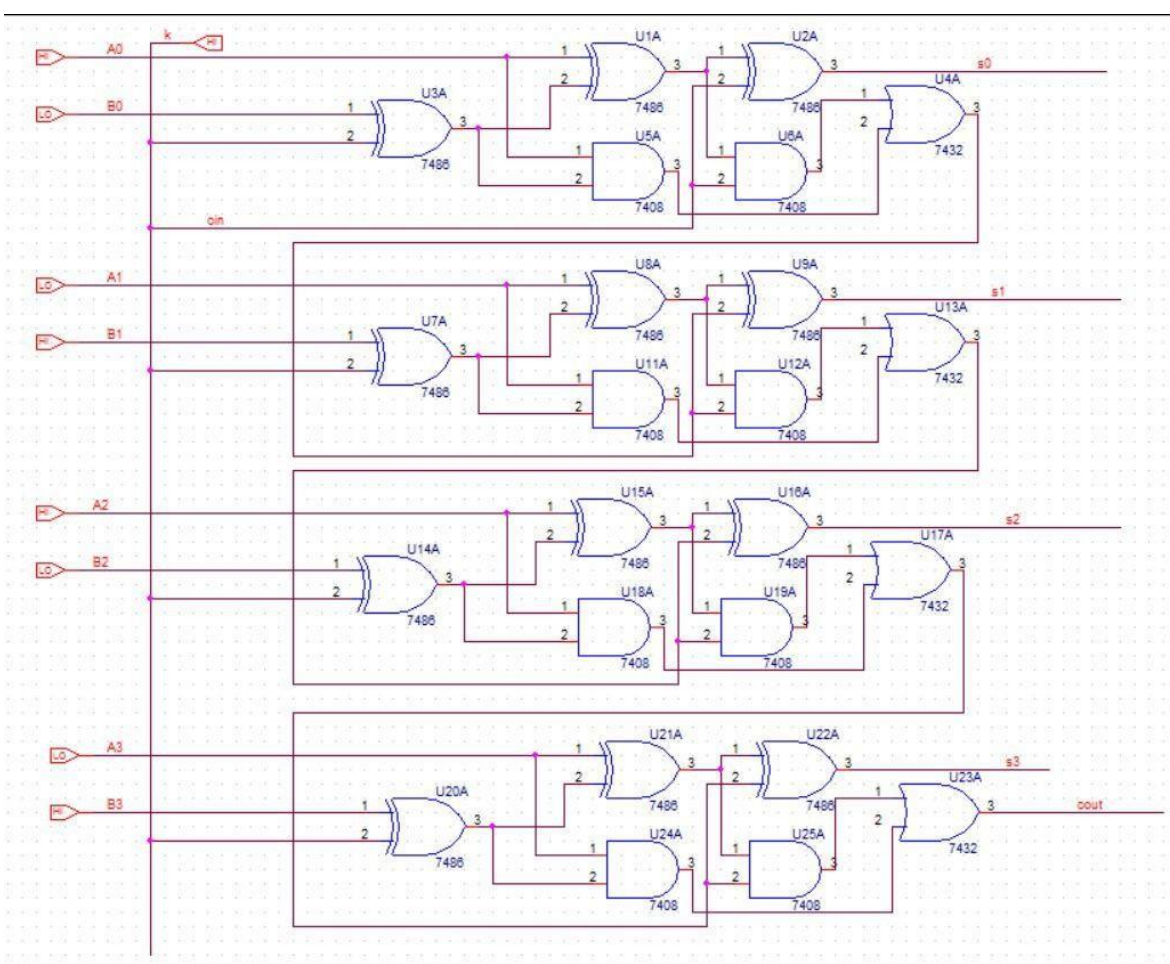 k HI
HI A0
U1A U2A
1 3 1 3 s0
2 2
7486 7486
LO B0
U3A
1 3
2
7486
U4A
1 3
2
7432
U5A U6A
1 3 1 3
2 2
7408 7408
cin
LO A1
U8A U9A
1 3 1 3 s1
2 2
7486 7486
HI B1
U7A
1 3
2
7486
U13A
1 3
2
7432
U11A U12A
1 3 1 3
2 2
7408 7408
HI A2
U15A U16A
1 3 1 3 s2
2 2
7486 7486
LO B2
U14A
1 3
2
7486
U17A
1 3
2
7432
U18A U19A
1 3 1 3
2 2
7408 7408
LO A3
U21A U22A
1 3 1 3 s3
2 2
7486 7486
HI B3
U20A
1 3
2
7486
U23A
1 3 cout
2
7432
U24A U25A
1 3 1 3
2 2
7408 7408